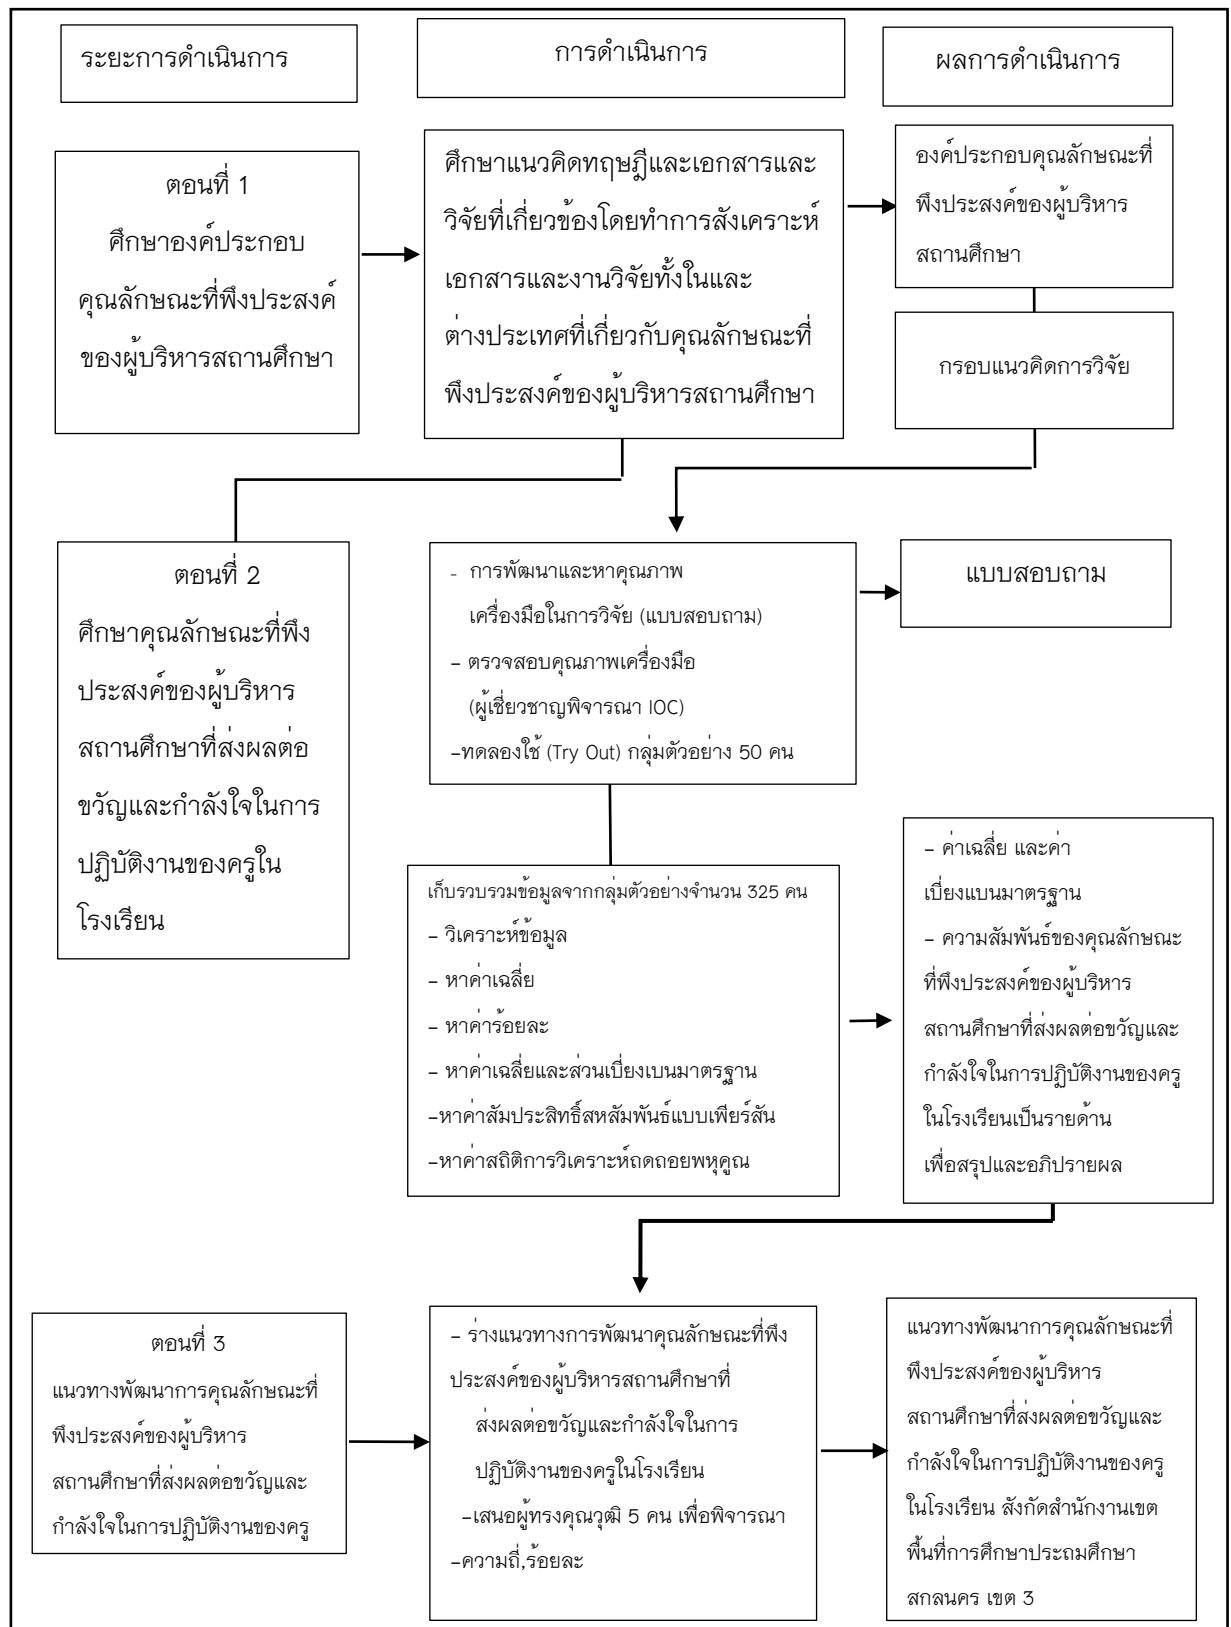 ระยะการดำเนินการ
การดำเนินการ
ผลการดำเนินการ
ตอนที่ 1
ศึกษาองค์ประกอบ
คุณลักษณะที่พึงประสงค์
ของผู้บริหารสถานศึกษา
ศึกษาแนวคิดทฤษฎีและเอกสารและ
วิจัยที่เกี่ยวข้องโดยทำการสังเคราะห์
เอกสารและงานวิจัยทั้งในและ
ต่างประเทศที่เกี่ยวกับคุณลักษณะที่
พึงประสงค์ของผู้บริหารสถานศึกษา
องค์ประกอบคุณลักษณะที่
พึงประสงค์ของผู้บริหาร
สถานศึกษา
กรอบแนวคิดการวิจัย
ตอนที่ 2
ศึกษาคุณลักษณะที่พึง
ประสงค์ของผู้บริหาร
สถานศึกษาที่ส่งผลต่อ
ขวัญและกำลังใจในการ
ปฏิบัติงานของครูใน
โรงเรียน
- การพัฒนาและหาคุณภาพ
เครื่องมือในการวิจัย (แบบสอบถาม)
- ตรวจสอบคุณภาพเครื่องมือ
(ผู้เชี่ยวชาญพิจารณา IOC)
-ทดลองใช้ (Try Out) กลุ่มตัวอย่าง 50 คน
แบบสอบถาม
เก็บรวบรวมข้อมูลจากกลุ่มตัวอย่างจำนวน 325 คน
- วิเคราะห์ข้อมูล
- หาค่าเฉลี่ย
- หาค่าร้อยละ
- หาค่าเฉลี่ยและส่วนเบี่ยงเบนมาตรฐาน
-หาค่าสัมประสิทธิ์สหสัมพันธ์แบบเพียร์สัน
-หาค่าสถิติการวิเคราะห์ถดถอยพหุคูณ
- ค่าเฉลี่ย และค่า
เบี่ยงแบนมาตรฐาน
- ความสัมพันธ์ของคุณลักษณะ
ที่พึงประสงค์ของผู้บริหาร
สถานศึกษาที่ส่งผลต่อขวัญและ
กำลังใจในการปฏิบัติงานของครู
ในโรงเรียนเป็นรายด้าน
เพื่อสรุปและอภิปรายผล
ตอนที่ 3
แนวทางพัฒนาการคุณลักษณะที่
พึงประสงค์ของผู้บริหาร
สถานศึกษาที่ส่งผลต่อขวัญและ
กำลังใจในการปฏิบัติงานของครู
- ร่างแนวทางการพัฒนาคุณลักษณะที่พึง
ประสงค์ของผู้บริหารสถานศึกษาที่
ส่งผลต่อขวัญและกำลังใจในการ
ปฏิบัติงานของครูในโรงเรียน
-เสนอผู้ทรงคุณวุฒิ 5 คน เพื่อพิจารณา
-ความถี่,ร้อยละ
แนวทางพัฒนาการคุณลักษณะที่
พึงประสงค์ของผู้บริหาร
สถานศึกษาที่ส่งผลต่อขวัญและ
กำลังใจในการปฏิบัติงานของครู
ในโรงเรียน สังกัดสำนักงานเขต
พื้นที่การศึกษาประถมศึกษา
สกลนคร เขต 3